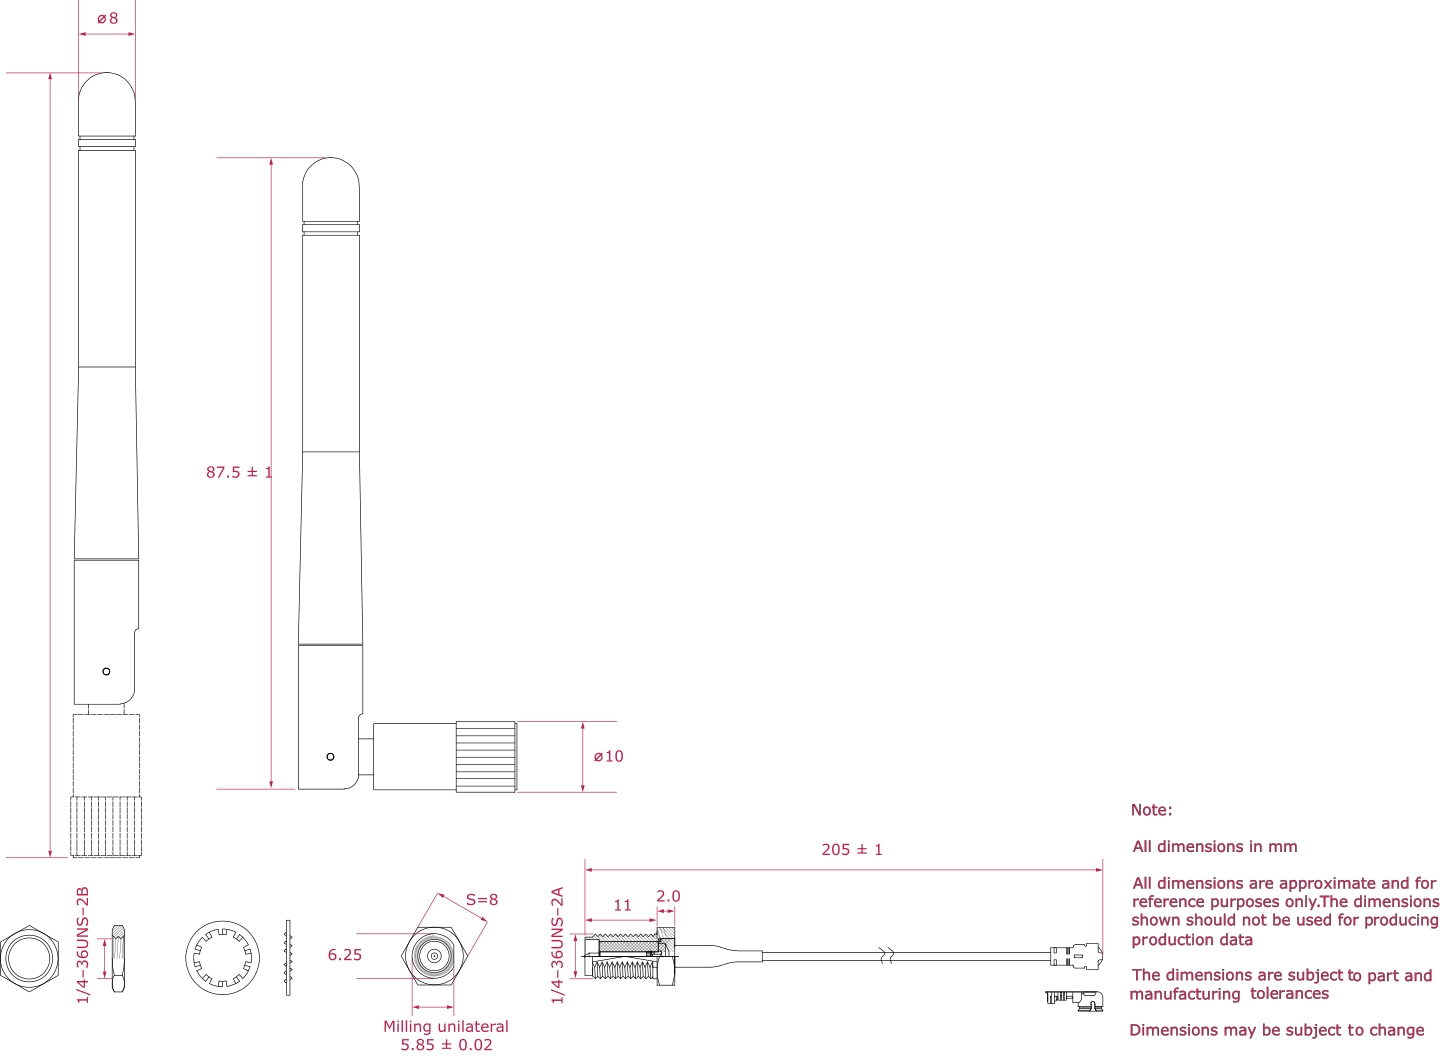 ⌀8
87.5 ± 1
⌀10
205 ± 1
11
2.0
1/4–36UNS–2B
S=8
6.25
Milling unilateral
5.85 ± 0.02
1/4–36UNS–2A
Note:
All dimensions in mm
All dimensions are approximate and for
reference purposes only.The dimensions
shown should not be used for producing
production data
The dimensions are subject to part and
manufacturing tolerances
Dimensions may be subject to change